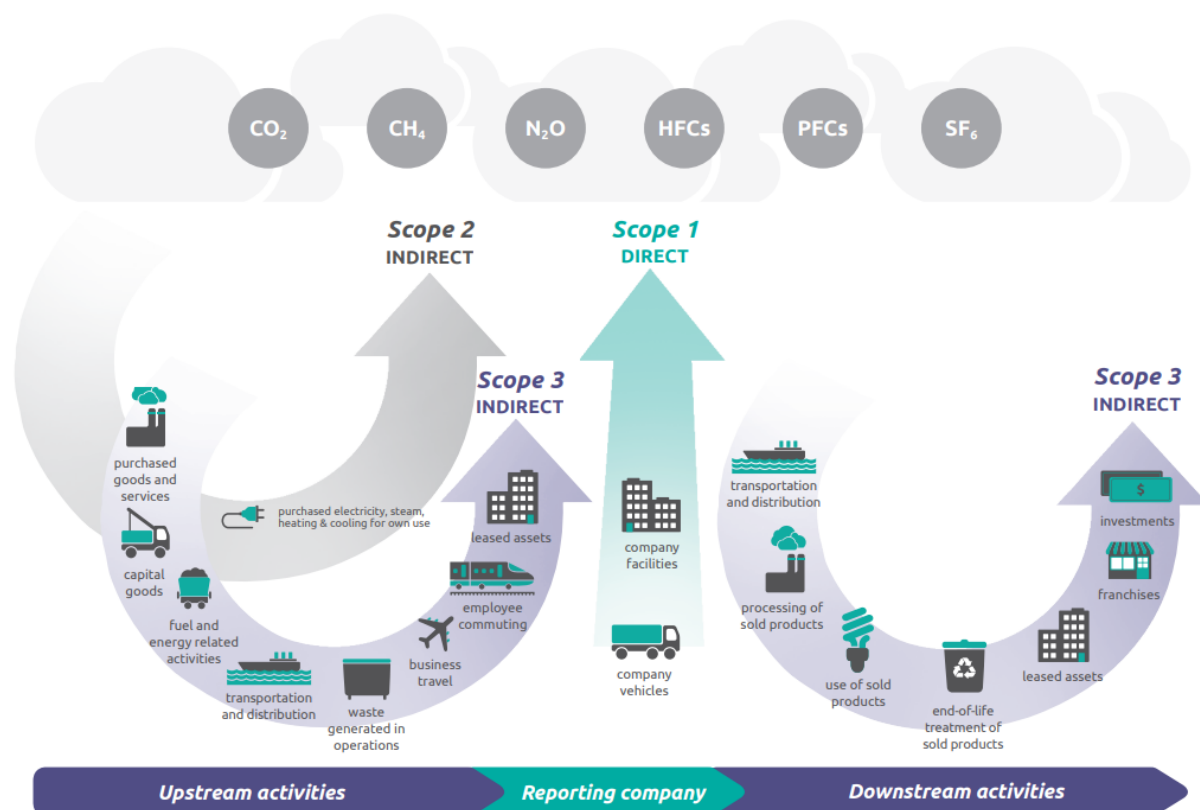 CO₂
CH₄
N₂O
HFCs
PFCs
SF₆
Scope 2
INDIRECT
Scope 1
DIRECT
Scope 3
INDIRECT
Scope 3
INDIRECT
purchased
goods and
services
capital
goods
fuel and
energy related
activities
purchased electricity, steam,
heating & cooling for own use
transportation
and distribution
waste
generated in
operations
business
travel
employee
commuting
leased assets
company
facilities
company
vehicles
transportation
and distribution
processing of
sold products
use of sold
products
end-of-life
treatment of
sold products
leased assets
franchises
$
investments
Upstream activities
Reporting company
Downstream activities